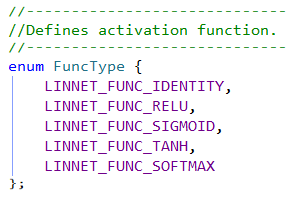 //-----------------------------
//Defines activation function.
//-----------------------------
enum FuncType {
    LINNET_FUNC_IDENTITY,
    LINNET_FUNC_RELU,
    LINNET_FUNC_SIGMOID,
    LINNET_FUNC_TANH,
    LINNET_FUNC_SOFTMAX
};